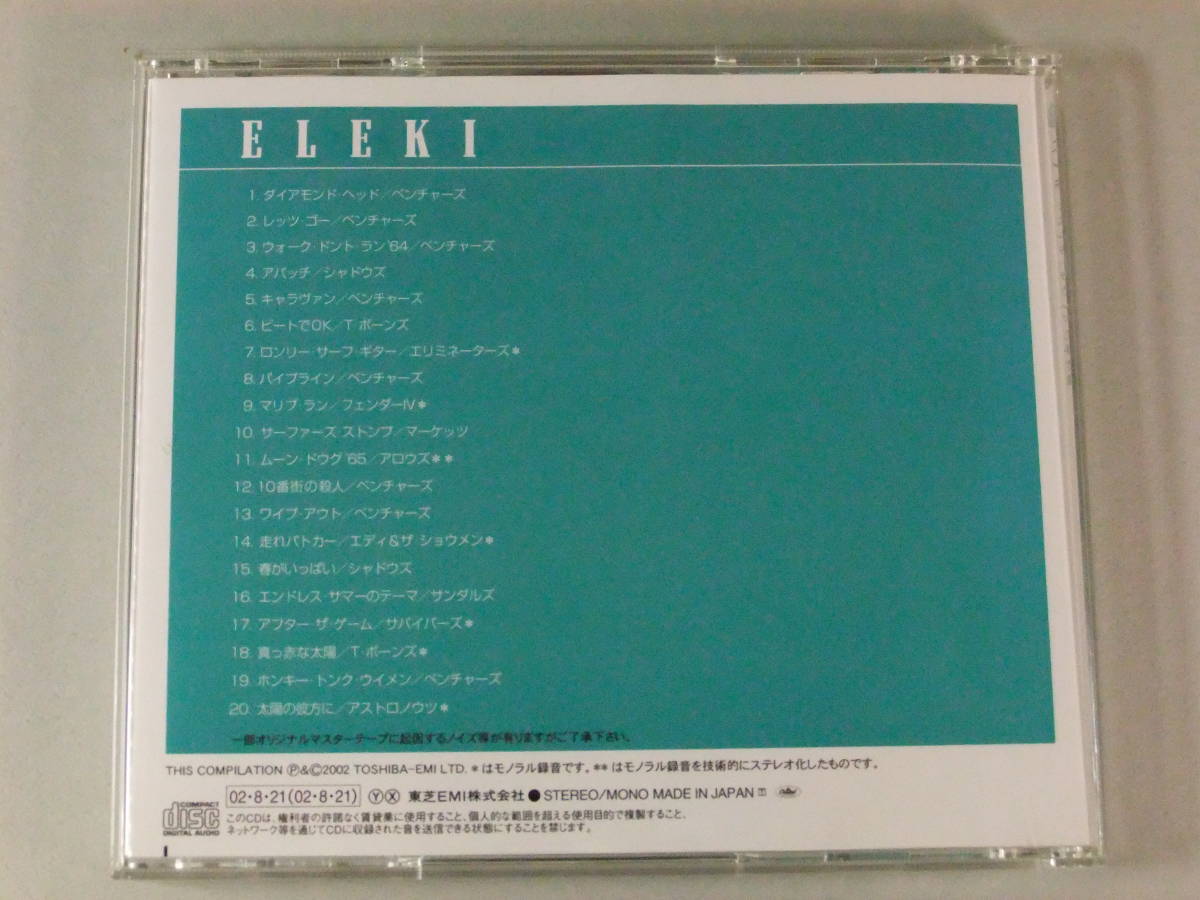 ELEKI
1. ダイアモンド・ヘッド／ベンチャーズ
2. レッツ・ゴー／ベンチャーズ
3. ウォーク・ドント・ラン'64／ベンチャーズ
4. アパッチ／シャドウズ
5. キャラヴァン／ベンチャーズ
6. ビートでOK／T ボーンズ
7. ロンリー・サーフ・ギター／エリミネーターズ*
8. パイプライン／ベンチャーズ
9. マリブ・ラン／フェンダーⅣ*
10. サーファーズ ストンプ／マーケッツ
11. ムーン・ドウグ'65／アロウズ**
12. 10番街の殺人／ベンチャーズ
13. ワイプ・アウト／ベンチャーズ
14. 走れパトカー／エディ&ザ ショウメン*
15. 春がいっぱい／シャドウズ
16. エンドレス・サマーのテーマ／サンダルズ
17. アフター・ザ・ゲーム／サバイバーズ*
18. 真っ赤な太陽／T・ボーンズ*
19. ホンキー・トンク・ウイメン／ベンチャーズ
20. 太陽の彼方に／アストロノウツ*
一部オリジナルマスターテープに起因するノイズ等が有りますがご了承下さい。
THIS COMPILATION Ⓟ&©2002 TOSHIBA-EMI LTD. *はモノラル録音です。**はモノラル録音を技術的にステレオ化したものです。
02・8・21(02・8・21) ⓎⓍ 東芝EMI株式会社●STEREO/MONO MADE IN JAPAN
COMPACT disc DIGITAL AUDIO
このCDは、権利者の許諾なく賃貸業に使用すること、個人的な範囲を超える使用目的で複製すること、
ネットワーク等を通じてCDに収録された音を送信できる状態にすることを禁じます。